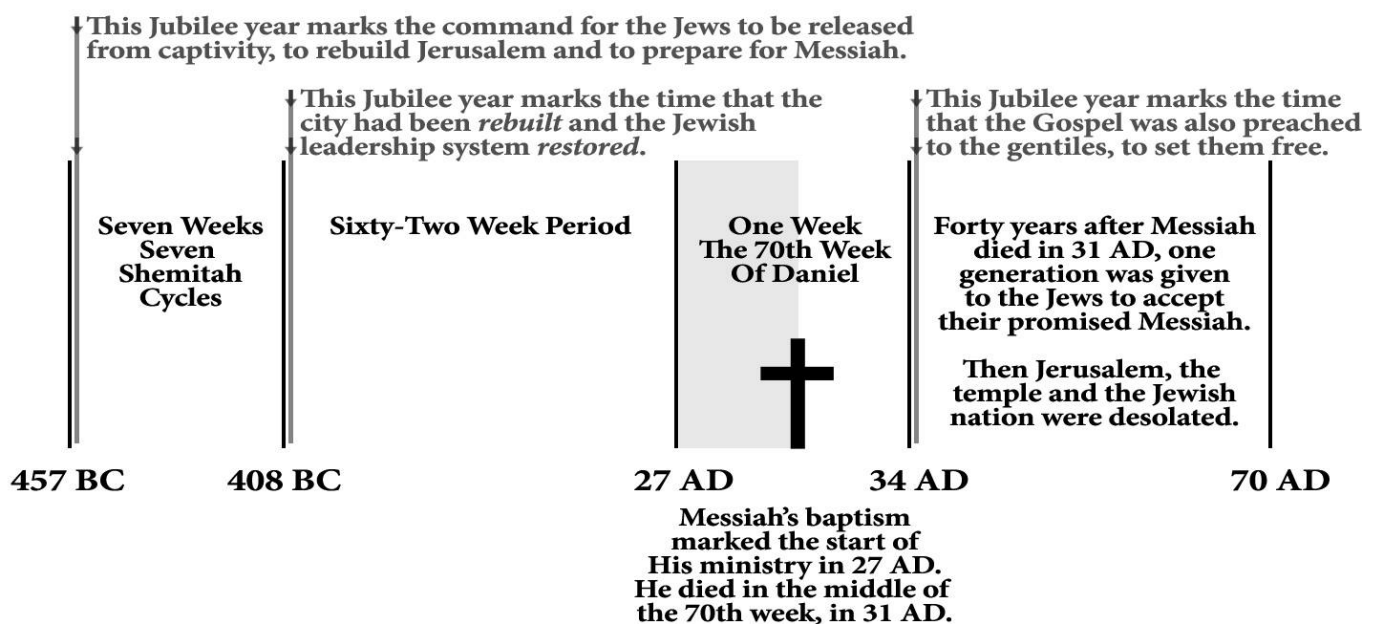 This Jubilee year marks the command for the Jews to be released
from captivity, to rebuild Jerusalem and to prepare for Messiah.
This Jubilee year marks the time that the
city had been rebuilt and the Jewish
leadership system restored.
This Jubilee year marks the time
that the Gospel was also preached
to the gentiles, to set them free.
Seven Weeks
Seven
Shemitah
Cycles
Sixty-Two Week Period
One Week
The 70th Week
Of Daniel
Forty years after Messiah
died in 31 AD, one
generation was given
to the Jews to accept
their promised Messiah.
Then Jerusalem, the
temple and the Jewish
nation were desolated.
457 BC
408 BC
27 AD
34 AD
70 AD
Messiah’s baptism
marked the start of
His ministry in 27 AD.
He died in the middle of
the 70th week, in 31 AD.